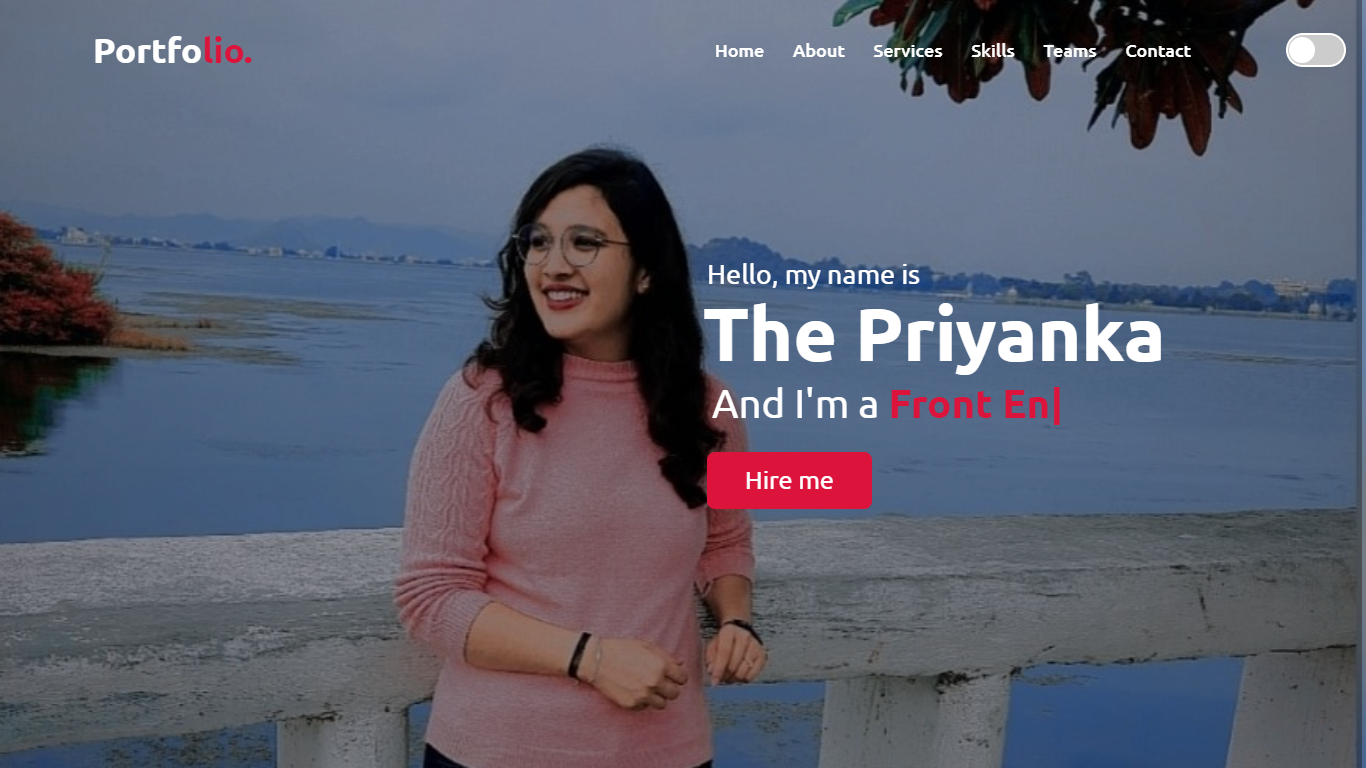 Portfolio.
Home About Services Skills Teams Contact
Hello, my name is
The Priyanka
And I'm a Front En|
Hire me